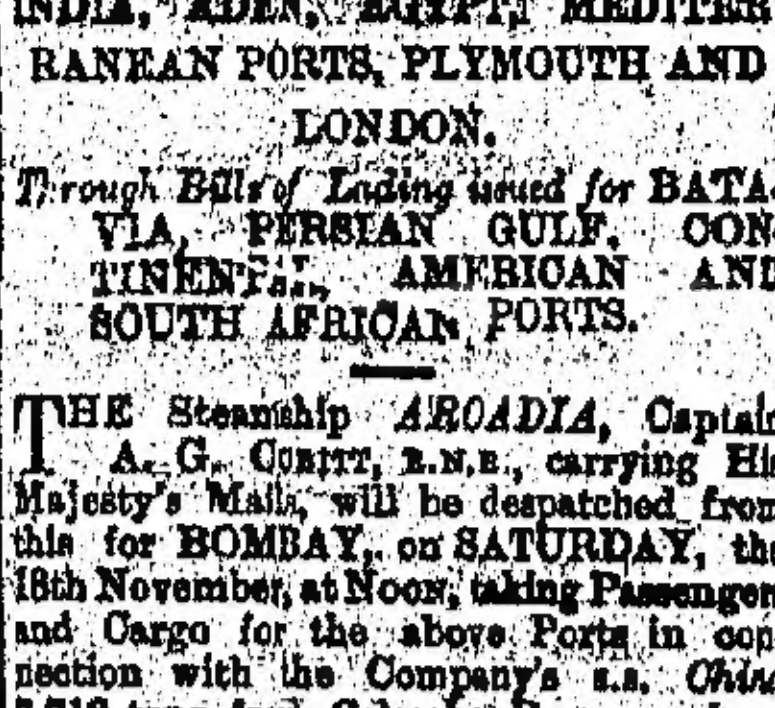 INDIA, ADEN, EGYPT, MEDITER
RANEAN PORTS, PLYMOUTH AND
LONDON.
Through Bills of Lading issued for BATA-
VIA, PERSIAN GULF, CON-
TINENTAL, AMERICAN AND
SOUTH AFRICAN PORTS.
THE Steamship ARCADIA, Captain
A. G. CUBITT, R.N.R., carrying His
Majesty's Mails, will be despatched from
this for BOMBAY, on SATURDAY, the
18th November, at NOON, taking Passengers
and Cargo for the above Ports in con
nection with the Company's s.s. China